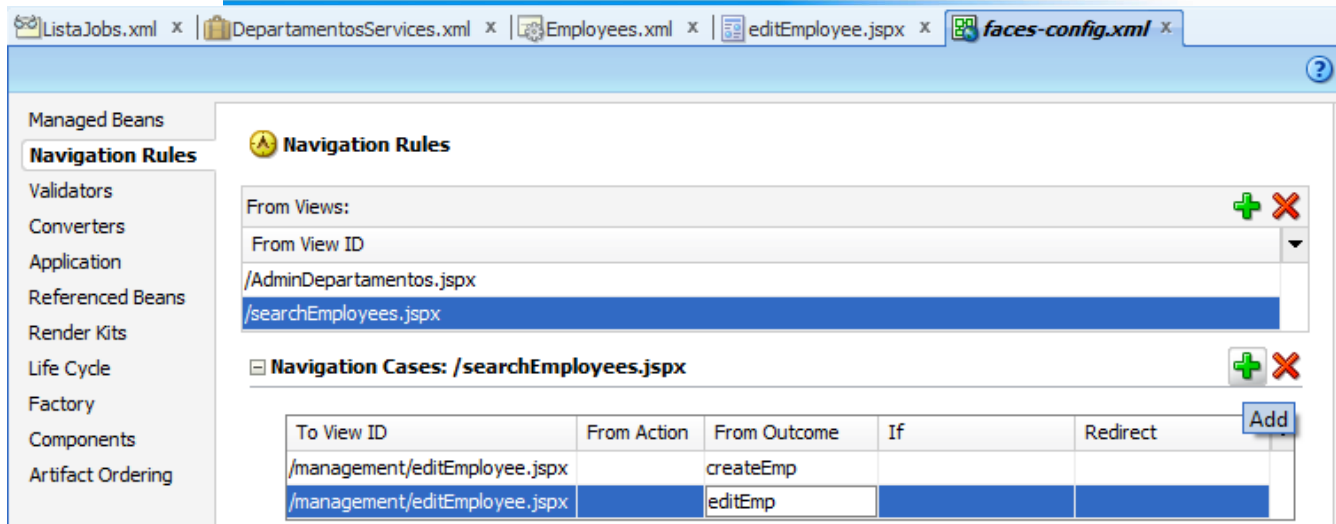 ListaJobs.xml x DepartamentosServices.xml x Employees.xml x editEmployee.jspx x faces-config.xml x
?
Managed Beans
Navigation Rules
Validators
Converters
Application
Referenced Beans
Render Kits
Life Cycle
Factory
Components
Artifact Ordering
Navigation Rules
From Views:
From View ID
/AdminDepartamentos.jspx
/searchEmployees.jspx
Navigation Cases: /searchEmployees.jspx
Add
To View ID From Action From Outcome If Redirect
/management/editEmployee.jspx createEmp
/management/editEmployee.jspx editEmp